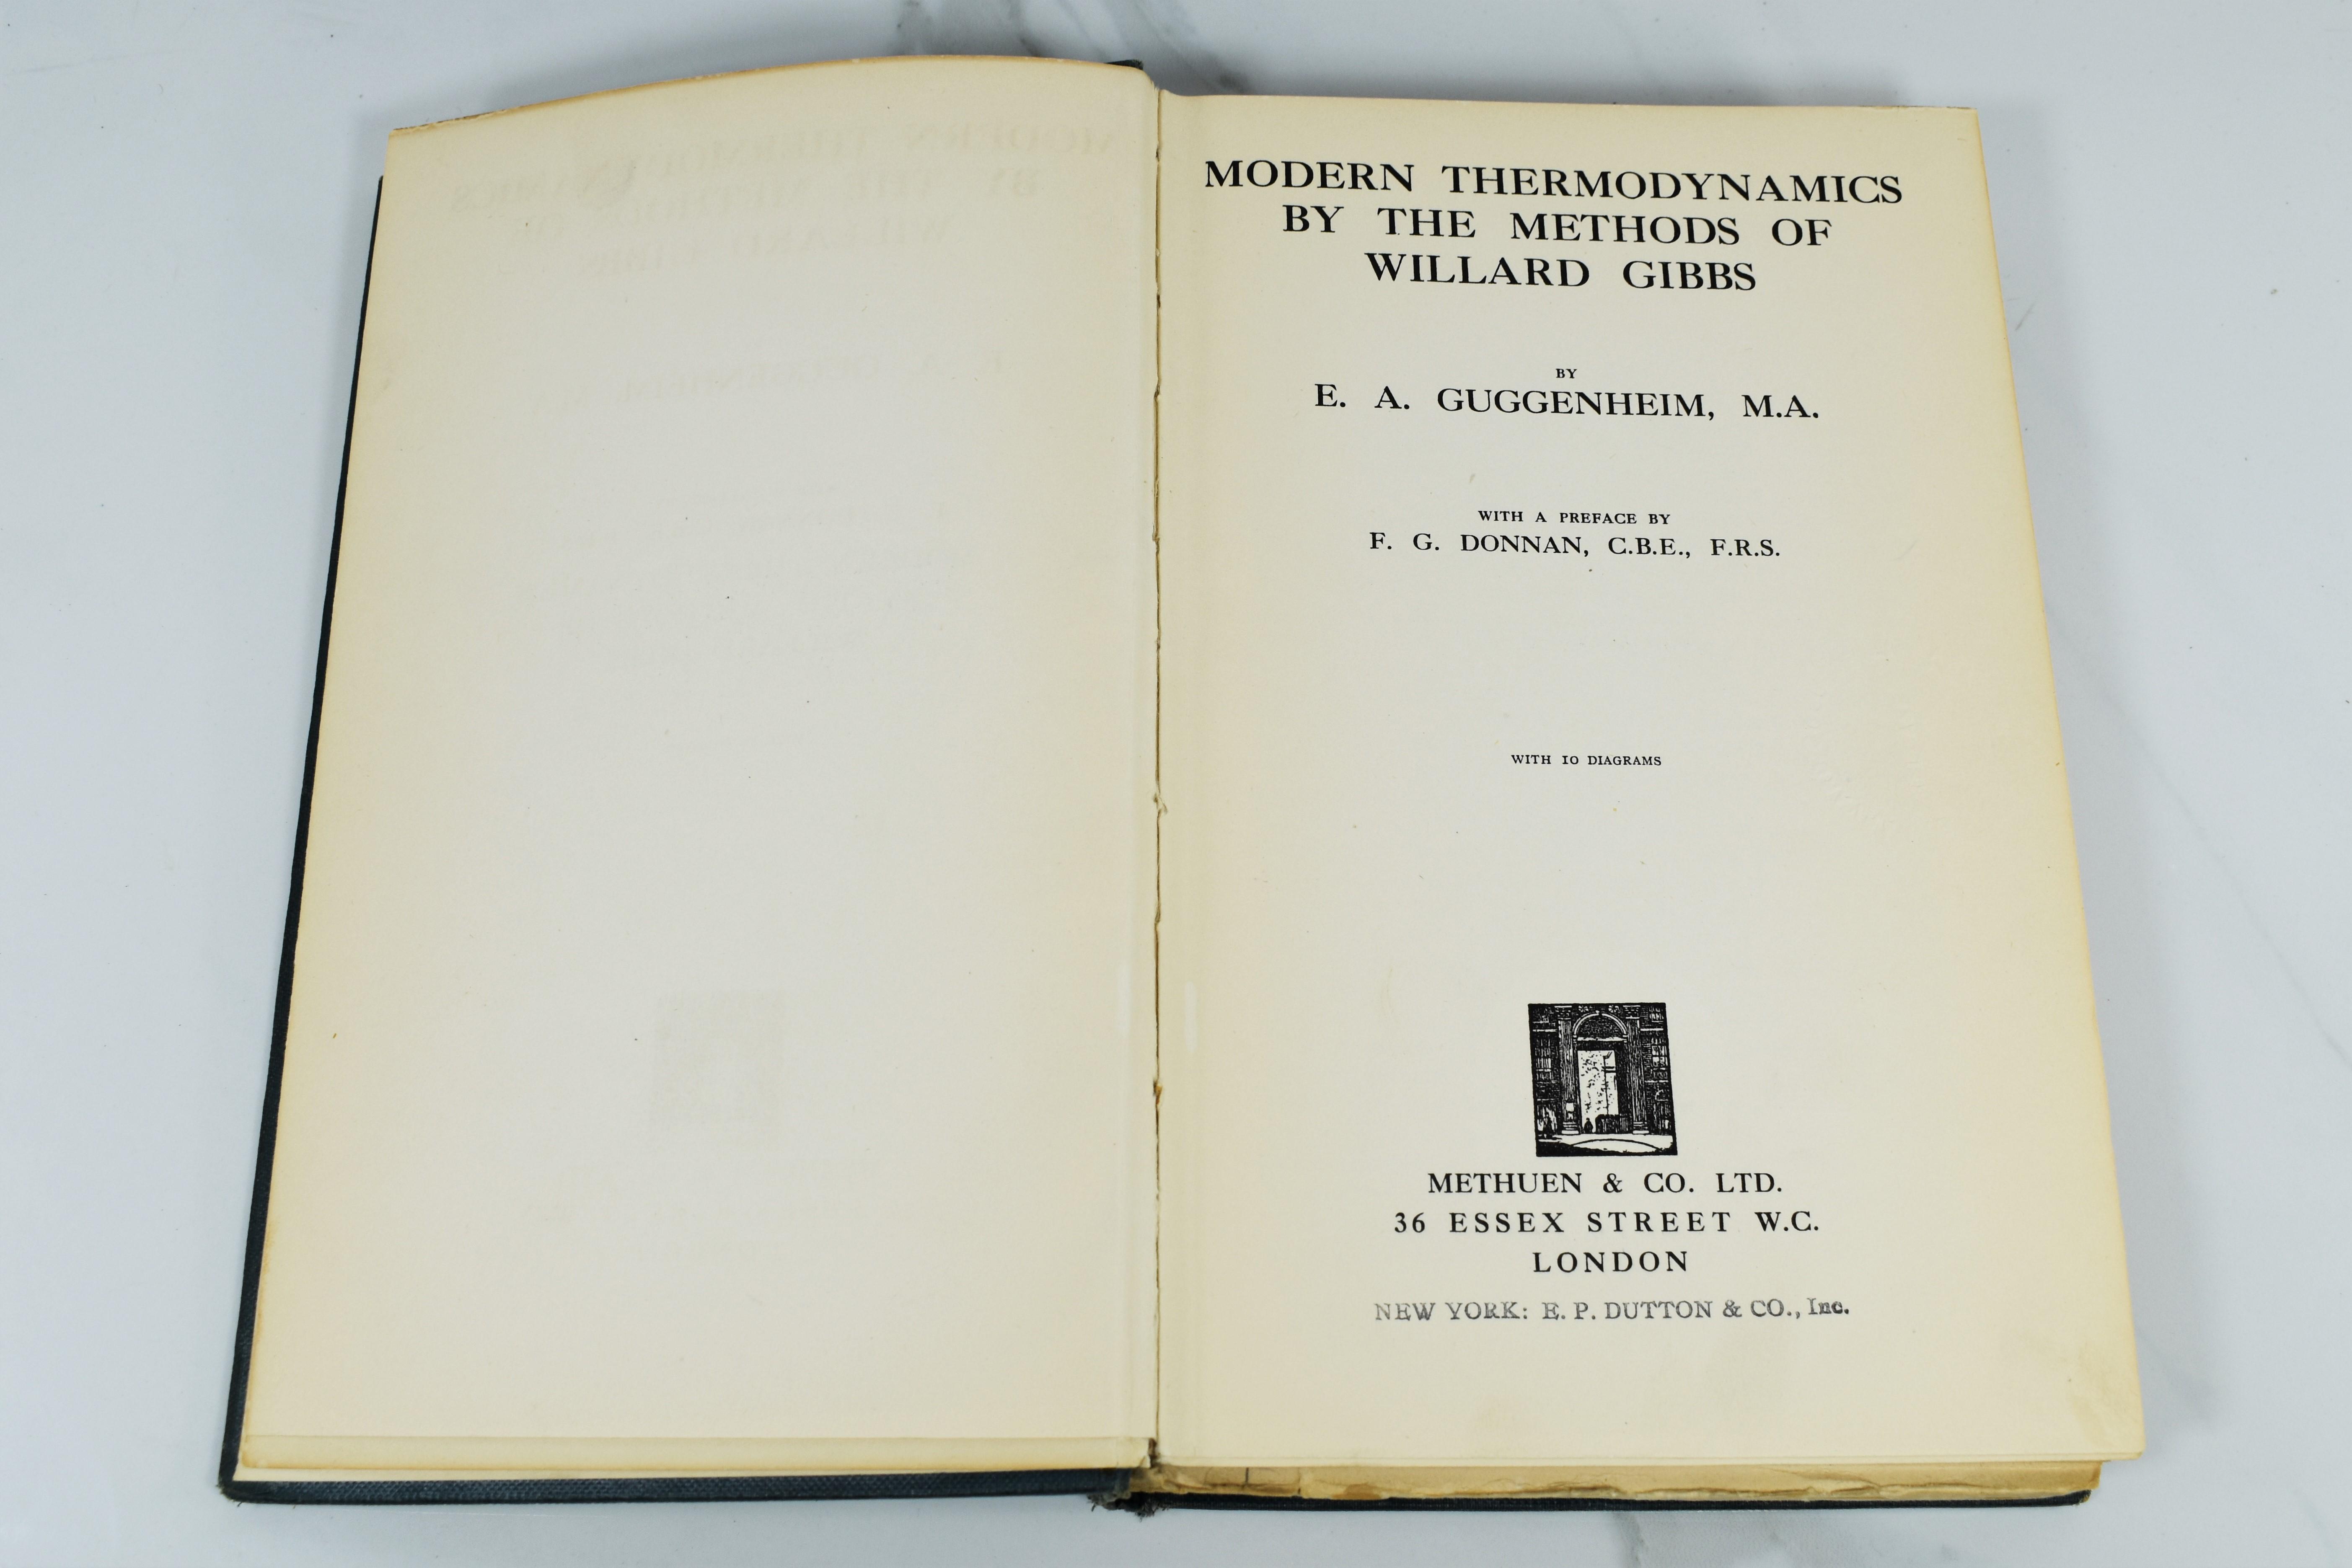 MODERN THERMODYNAMICS
BY THE METHODS OF
WILLARD GIBBS
BY
E. A. GUGGENHEIM, M.A.
WITH A PREFACE BY
F. G. DONNAN, C.B.E., F.R.S.
WITH 10 DIAGRAMS
METHUEN & CO. LTD.
36 ESSEX STREET W.C.
LONDON
NEW YORK: E. P. DUTTON & CO., Inc.